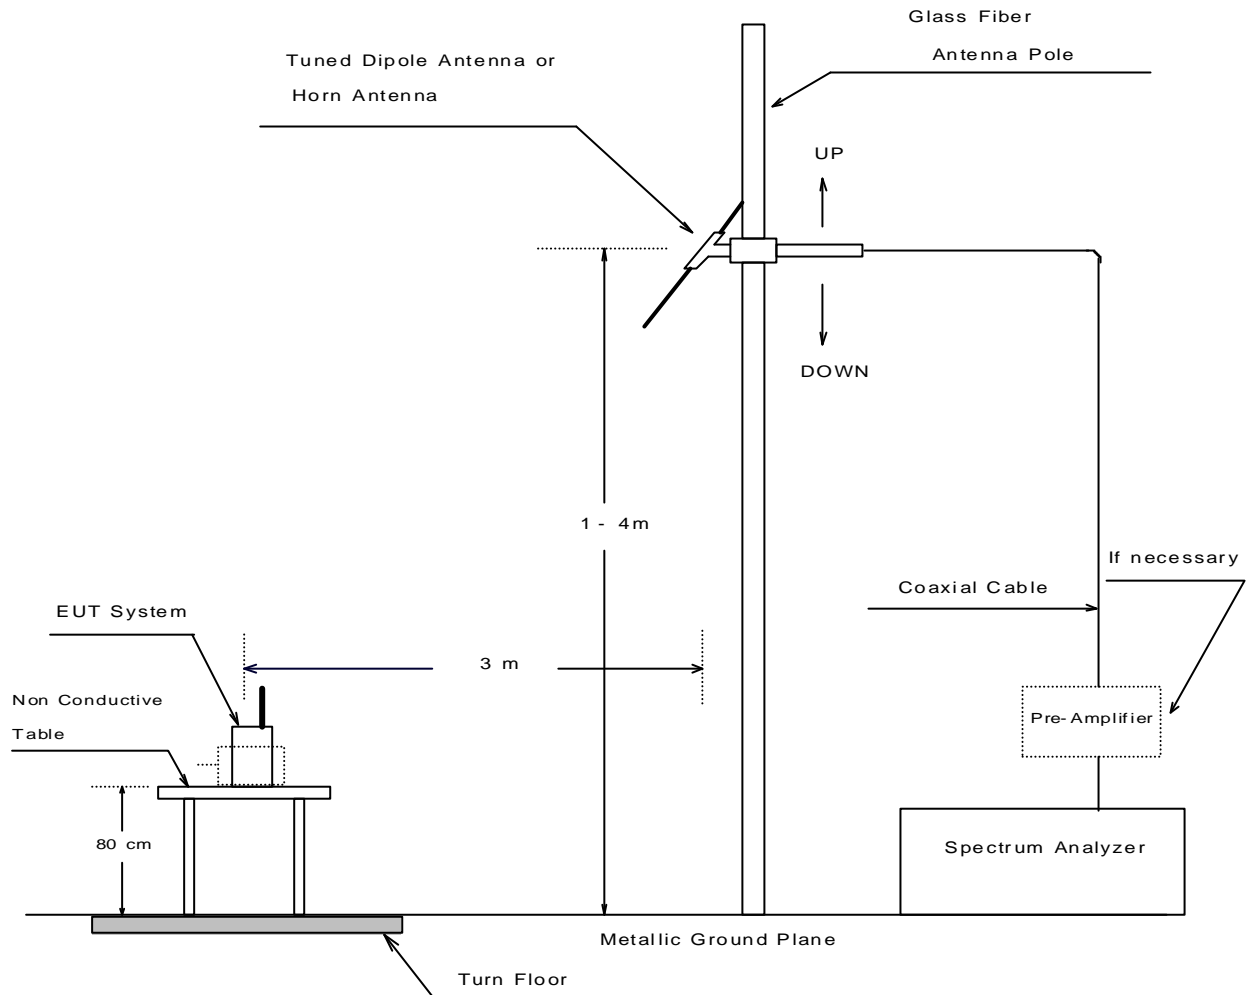 Glass Fiber
Antenna Pole
Tuned Dipole Antenna or
Horn Antenna
UP
DOWN
1 - 4m
If necessary
Coaxial Cable
EUT System
3 m
Non Conductive
Table
Pre-Amplifier
80 cm
Spectrum Analyzer
Metallic Ground Plane
Turn Floor